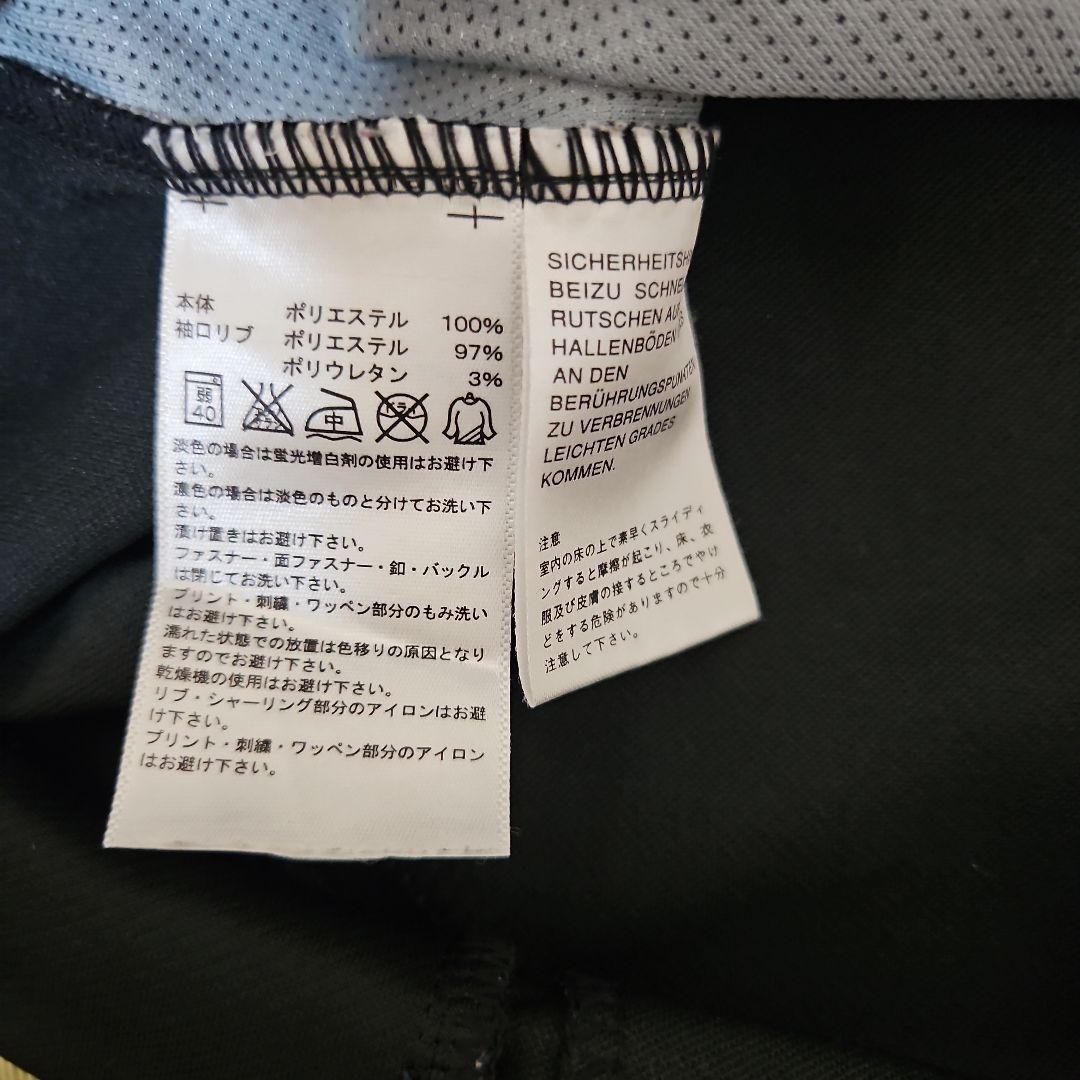 本体 ポリエステル 100%
袖口リブ ポリエステル 97%
ポリウレタン 3%
弱 40 中
淡色の場合は蛍光増白剤の使用はお避け下
さい。
濃色の場合は淡色のものと分けてお洗い下
さい。
漬け置きはお避け下さい。
ファスナー・面ファスナー・釦・バックル
は閉じてお洗い下さい。
プリント・刺繍・ワッペン部分のもみ洗い
はお避け下さい。
濡れた状態での放置は色移りの原因となり
ますのでお避け下さい。
乾燥機の使用はお避け下さい。
リブ・シャーリング部分のアイロンはお避
け下さい。
プリント・刺繍・ワッペン部分のアイロン
はお避け下さい。
BEIZU
RUTSCHEN
HALLENBÖDEN
AN DEN
ZU VERBRENNUNGEN
LEICHTEN GRADES
KOMMEN.
注意
室内の床の上で素早くスライディ
ングすると摩擦が起こり、床、衣
服及び皮膚の接するところでやけ
どをする危険がありますので十分
注意して下さい。